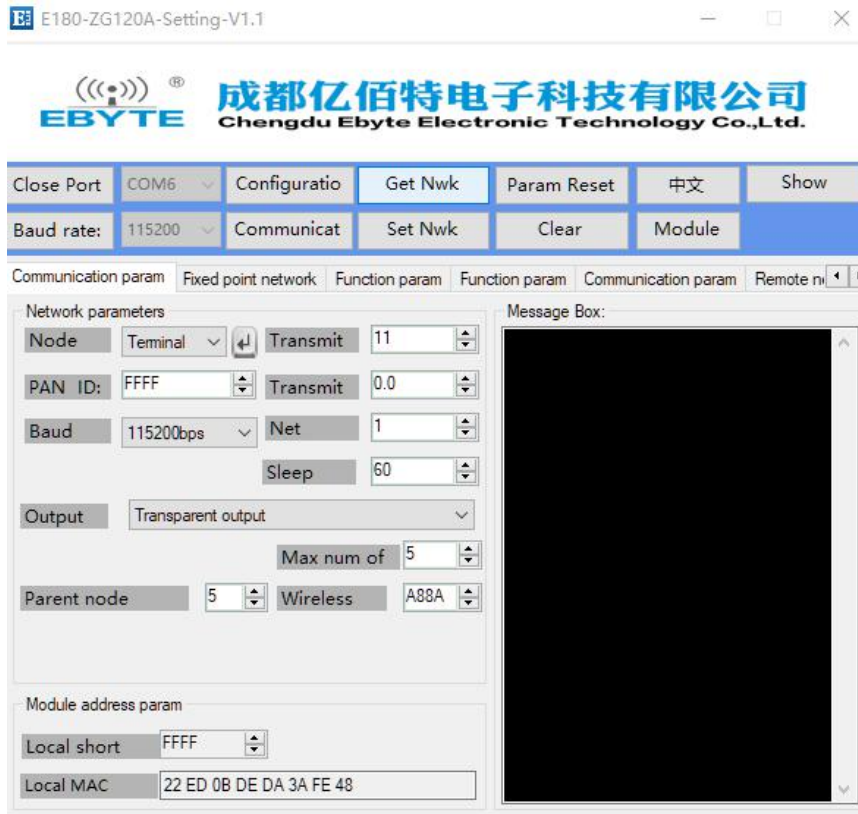 E180-ZG120A-Setting-V1.1
EBYTE ®
成都亿佰特电子科技有限公司
Chengdu Ebyte Electronic Technology Co.,Ltd.
Close Port COM6 Configuratio Get Nwk Param Reset 中文 Show
Baud rate: 115200 Communicat Set Nwk Clear Module
Communication param Fixed point network Function param Function param Communication param Remote n
Network parameters Message Box:
Node Teminal Transmit 11
PAN ID: FFFF Transmit 0.0
Baud 115200bps Net 1
Sleep 60
Output Transparent output
Max num of 5
Parent node 5 Wireless A88A
Module address param
Local short FFFF
Local MAC 22 ED 0B DE DA 3A FE 48